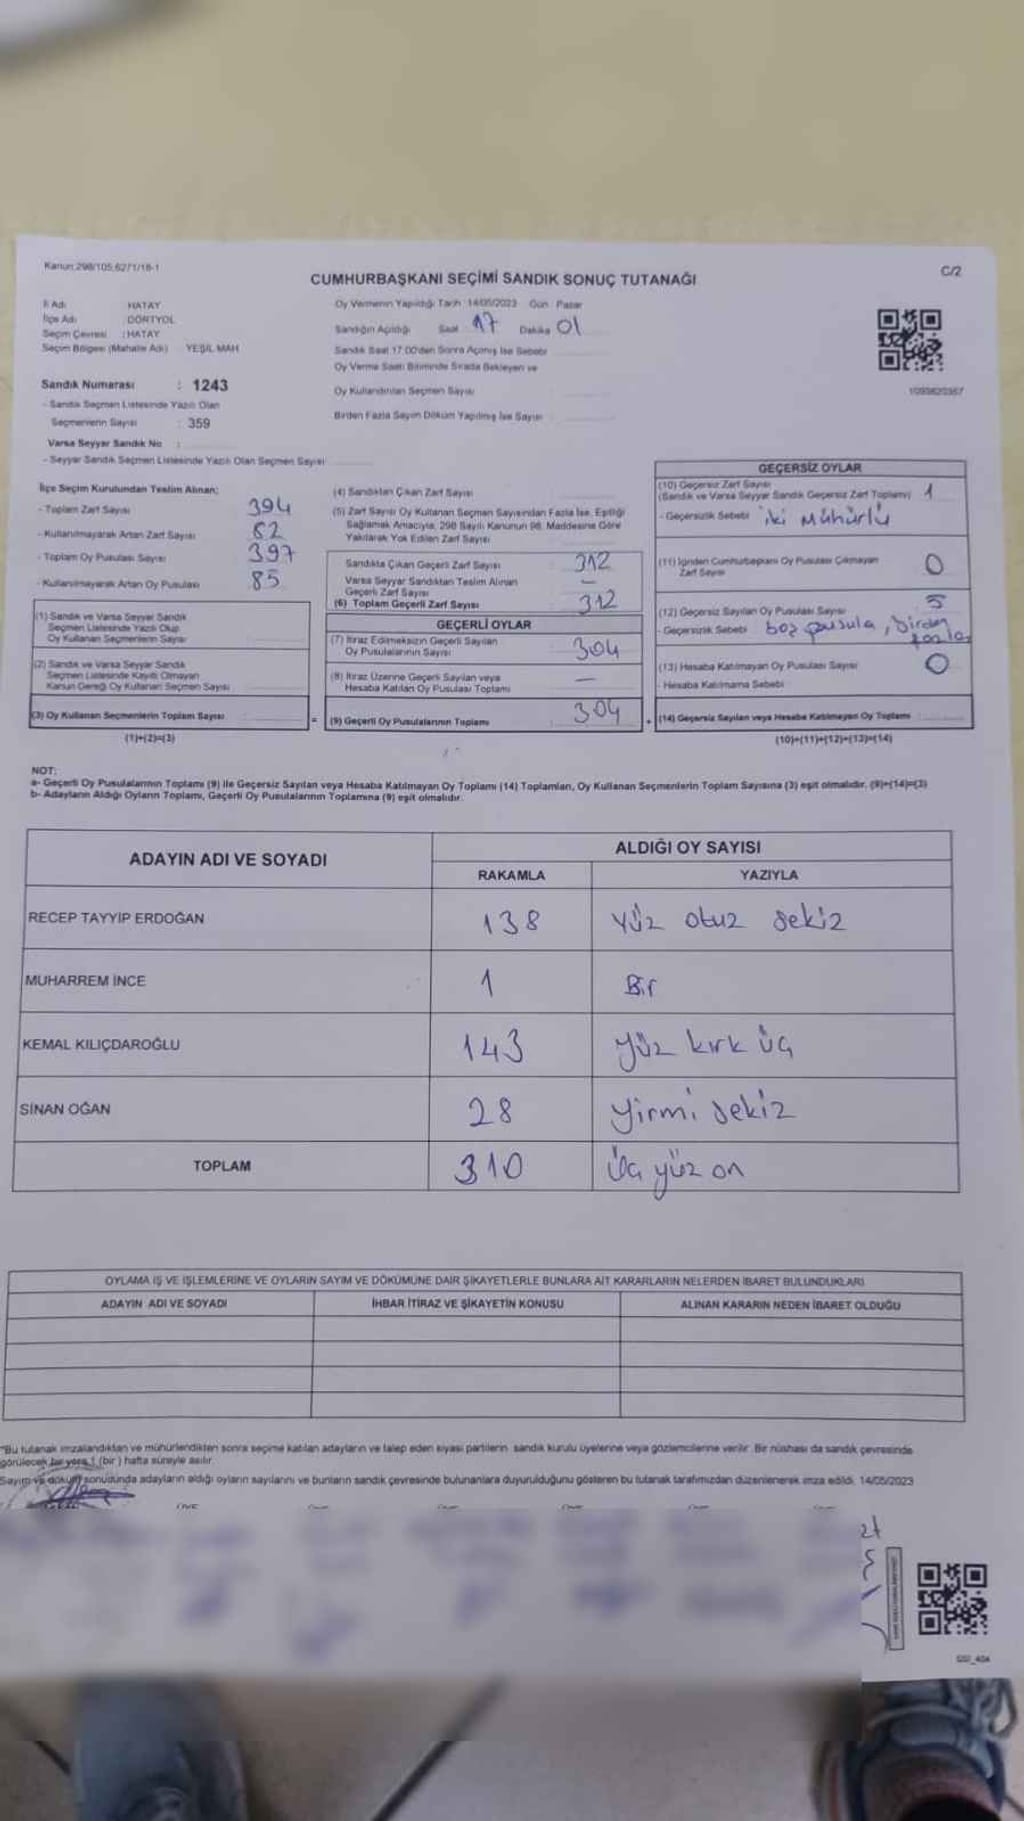 Kanun:298/105,6271/18-1
C/2
CUMHURBAŞKANI SEÇİMİ SANDIK SONUÇ TUTANAĞI
İl Adı HATAY
İlçe Adı DÖRTYOL
Seçim Çevresi : HATAY
Seçim Bölgesi (Mahalle Adı) YEŞİL MAH
Sandık Numarası : 1243
- Sandık Seçmen Listesinde Yazılı Olan
Seçmenlerin Sayısı : 359
Varsa Seyyar Sandık No :
- Seyyar Sandık Seçmen Listesinde Yazılı Olan Seçmen Sayısı
Oy Vermenin Yapıldığı Tarih 14/05/2023 Gün Pazar
Sandığın Açıldığı Saat 17 Dakika 01
Sandık Saat 17.00'den Sonra Açılmış İse Sebebi
Oy Verme Saati Bitiminde Sırada Bekleyen ve
Oy Kullandırılan Seçmen Sayısı
Birden Fazla Sayım Döküm Yapılmış İse Sayısı
İlçe Seçim Kurulundan Teslim Alınan;
- Toplam Zarf Sayısı 394
- Kullanılmayarak Artan Zarf Sayısı 82
- Toplam Oy Pusulası Sayısı 397
- Kullanılmayarak Artan Oy Pusulası 85
(1) Sandık ve Varsa Seyyar Sandık
Seçmen Listesinde Yazılı Olup
Oy Kullanan Seçmenlerin Sayısı
(2) Sandık ve Varsa Seyyar Sandık
Seçmen Listesinde Kayıtlı Olmayan
Kanun Gereği Oy Kullanan Seçmen Sayısı
(3) Oy Kullanan Seçmenlerin Toplam Sayısı
(1)+(2)=(3)
(4) Sandıktan Çıkan Zarf Sayısı
(5) Zarf Sayısı Oy Kullanan Seçmen Sayısından Fazla İse, Eşitliği
Sağlamak Amacıyla, 298 Sayılı Kanunun 98. Maddesine Göre
Yakılarak Yok Edilen Zarf Sayısı
Sandıkta Çıkan Geçerli Zarf Sayısı 312
Varsa Seyyar Sandıktan Teslim Alınan
Geçerli Zarf Sayısı —
(6) Toplam Geçerli Zarf Sayısı 312
GEÇERLİ OYLAR
(7) İtiraz Edilmeksizin Geçerli Sayılan
Oy Pusulalarının Sayısı 304
(8) İtiraz Üzerine Geçerli Sayılan veya
Hesaba Katılan Oy Pusulası Toplamı —
= (9) Geçerli Oy Pusulalarının Toplamı 304
GEÇERSİZ OYLAR
(10) Geçersiz Zarf Sayısı
(Sandık ve Varsa Seyyar Sandık Geçersiz Zarf Toplamı) 1
- Geçersizlik Sebebi iki mühürlü
(11) İçinden Cumhurbaşkanı Oy Pusulası Çıkmayan
Zarf Sayısı 0
(12) Geçersiz Sayılan Oy Pusulası Sayısı 5
- Geçersizlik Sebebi boş pusula, birden
fazla
(13) Hesaba Katılmayan Oy Pusulası Sayısı 0
- Hesaba Katılmama Sebebi
+ (14) Geçersiz Sayılan veya Hesaba Katılmayan Oy Toplamı
(10)+(11)+(12)+(13)=(14)
NOT:
a- Geçerli Oy Pusulalarının Toplamı (9) ile Geçersiz Sayılan veya Hesaba Katılmayan Oy Toplamı (14) Toplamları, Oy Kullanan Seçmenlerin Toplam Sayısına (3) eşit olmalıdır. (9)+(14)=(3)
b- Adayların Aldığı Oyların Toplamı, Geçerli Oy Pusulalarının Toplamına (9) eşit olmalıdır.
ADAYIN ADI VE SOYADI ALDIĞI OY SAYISI
RAKAMLA YAZIYLA
RECEP TAYYİP ERDOĞAN 138 yüz otuz sekiz
MUHARREM İNCE 1 Bir
KEMAL KILIÇDAROĞLU 143 yüz kırk üç
SİNAN OĞAN 28 yirmi sekiz
TOPLAM 310 üç yüz on
OYLAMA İŞ VE İŞLEMLERİNE VE OYLARIN SAYIM VE DÖKÜMÜNE DAİR ŞİKAYETLERLE BUNLARA AİT KARARLARIN NELERDEN İBARET BULUNDUKLARI
ADAYIN ADI VE SOYADI İHBAR İTİRAZ VE ŞİKAYETİN KONUSU ALINAN KARARIN NEDEN İBARET OLDUĞU
"Bu tutanak imzalandıktan ve mühürlendikten sonra seçime katılan adayların ve talep eden siyasi partilerin sandık kurulu üyelerine veya gözlemcilerine verilir. Bir nüshası da sandık çevresinde
görülecek bir yere 1 (bir) hafta süreyle asılır
Sayım ve döküm sonucunda adayların aldığı oyların sayılarını ve bunların sandık çevresinde bulunanlara duyurulduğunu gösteren bu tutanak tarafımızdan düzenlenerek imza edildi. 14/05/2023